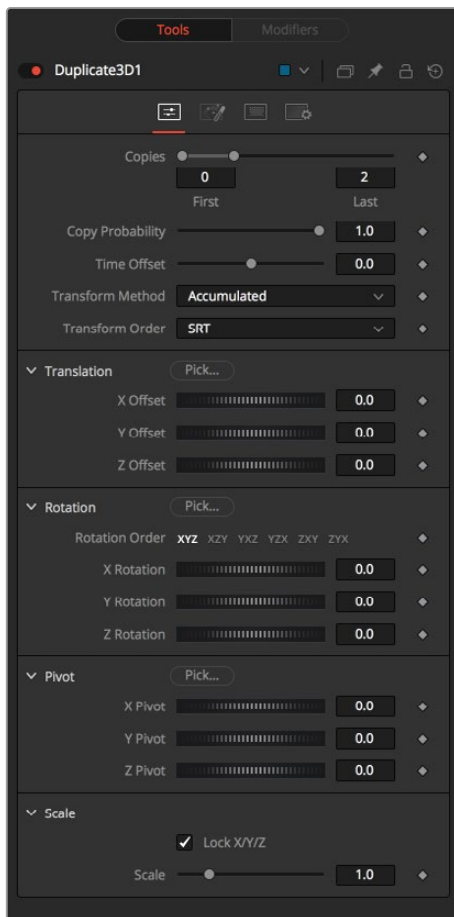 Tools Modifiers
Duplicate3D1
Copies
0 2
First Last
Copy Probability 1.0
Time Offset 0.0
Transform Method Accumulated
Transform Order SRT
Translation Pick...
X Offset 0.0
Y Offset 0.0
Z Offset 0.0
Rotation Pick...
Rotation Order XYZ XZY YXZ YZX ZXY ZYX
X Rotation 0.0
Y Rotation 0.0
Z Rotation 0.0
Pivot Pick...
X Pivot 0.0
Y Pivot 0.0
Z Pivot 0.0
Scale
Lock X/Y/Z
Scale 1.0